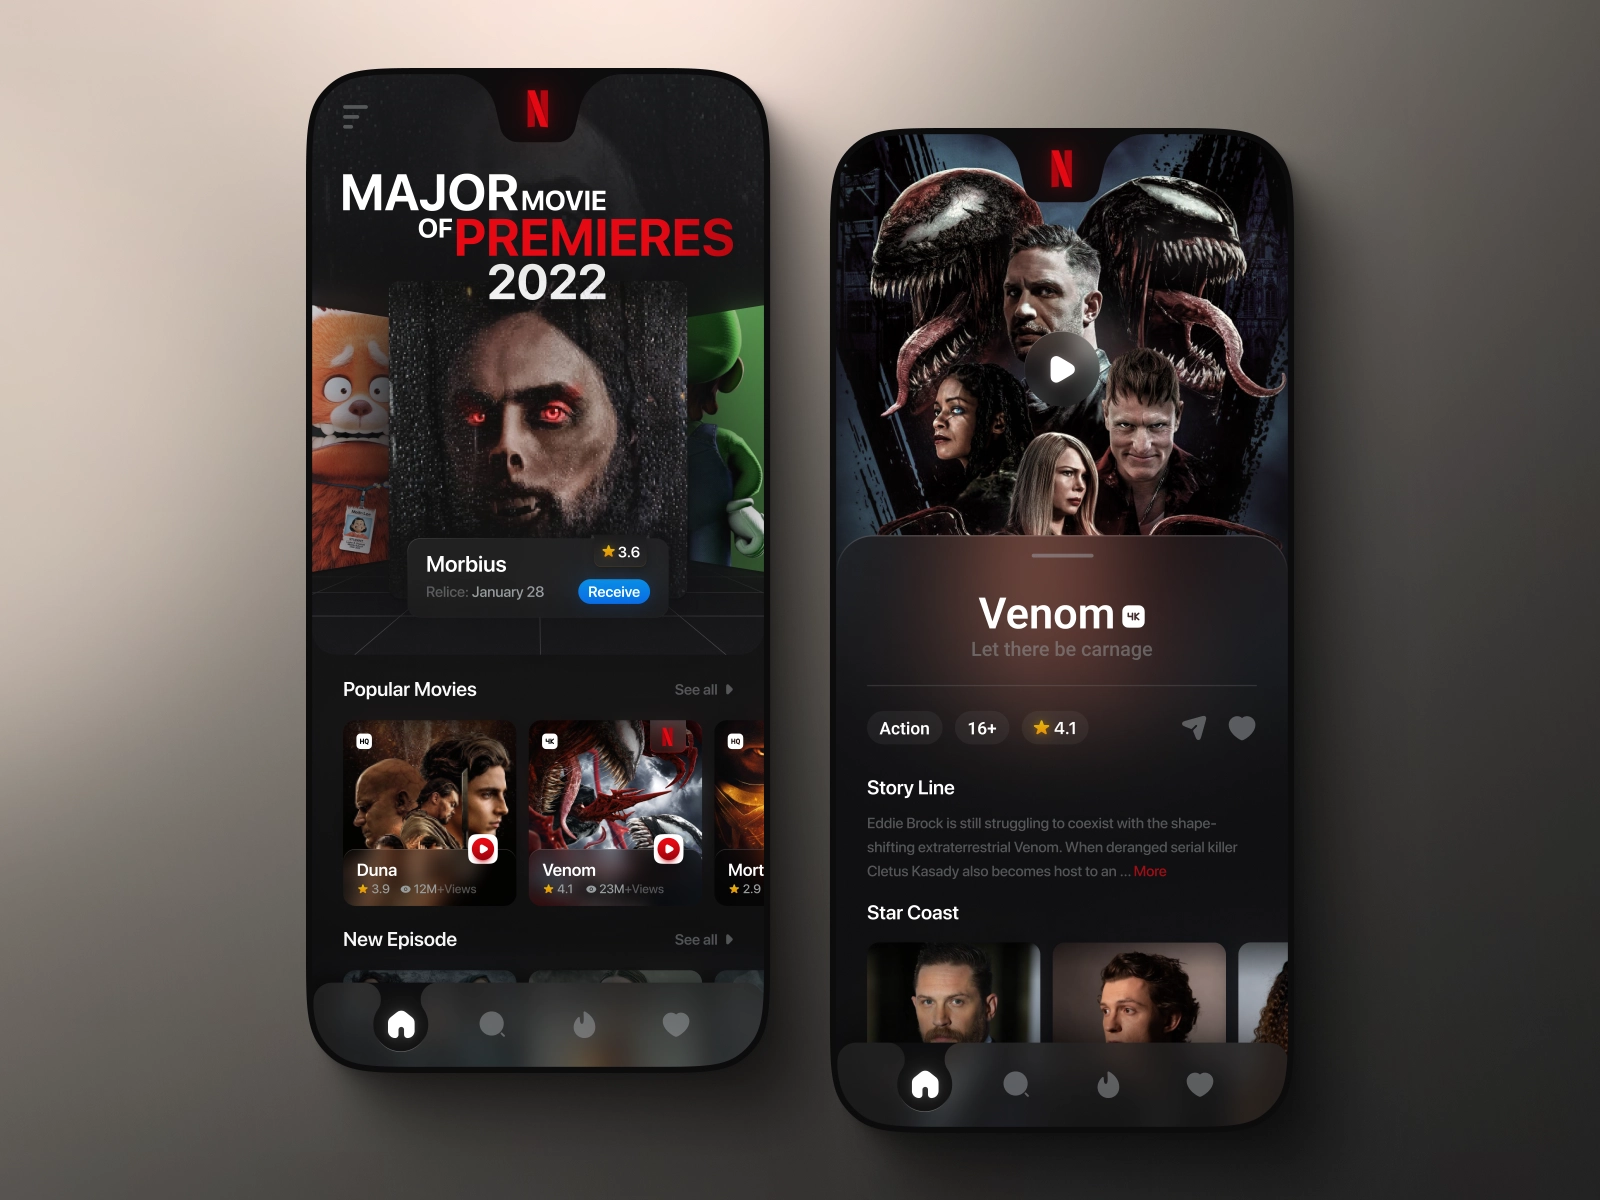 N
MAJOR MOVIE
OF PREMIERES
2022
3.6
Morbius
Relice: January 28
Receive
Popular Movies
See all
HQ
4K
N
HQ
Duna
3.9
12M+Views
Venom
4.1
23M+Views
Mort
2.9
New Episode
See all
N
Venom 4K
Let there be carnage
Action
16+
4.1
Story Line
Eddie Brock is still struggling to coexist with the shape-
shifting extraterrestrial Venom. When deranged serial killer
Cletus Kasady also becomes host to an ... More
Star Coast